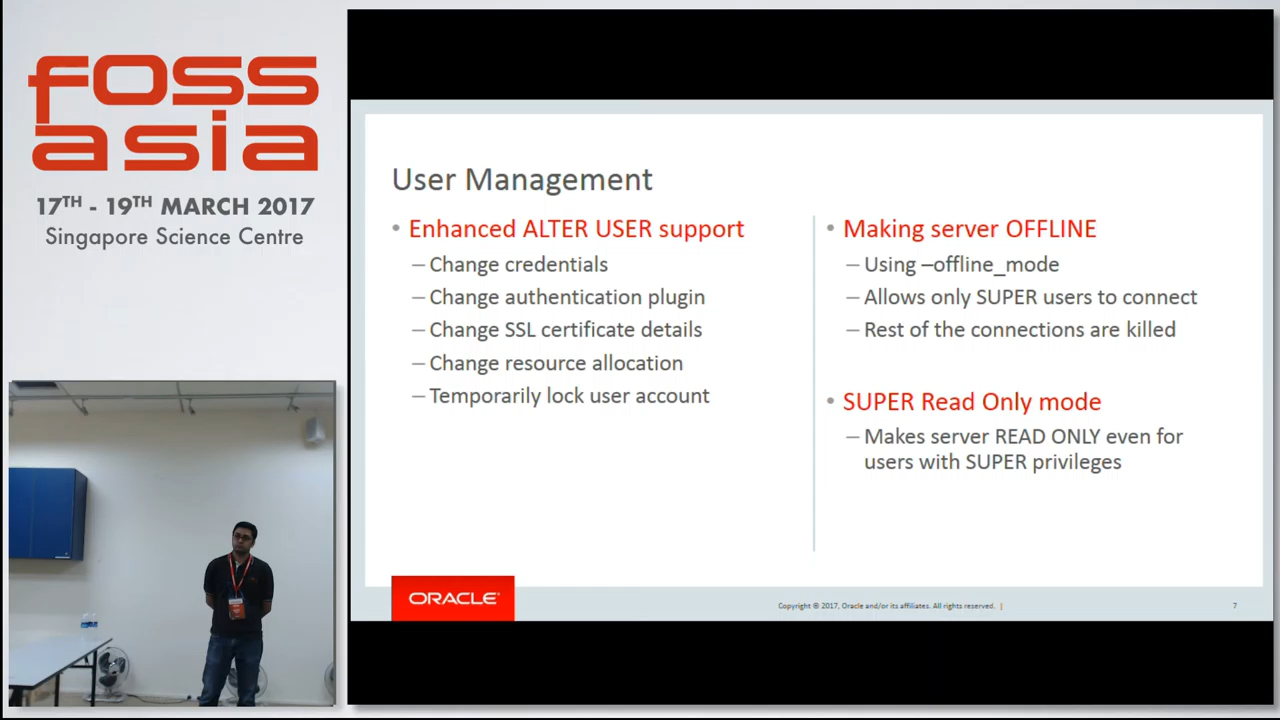 foss
asia
17TH - 19TH MARCH 2017
Singapore Science Centre
User Management
• Enhanced ALTER USER support
– Change credentials
– Change authentication plugin
– Change SSL certificate details
– Change resource allocation
– Temporarily lock user account
• Making server OFFLINE
– Using –offline_mode
– Allows only SUPER users to connect
– Rest of the connections are killed
• SUPER Read Only mode
– Makes server READ ONLY even for
users with SUPER privileges
ORACLE®
Copyright © 2017, Oracle and/or its affiliates. All rights reserved. |
7